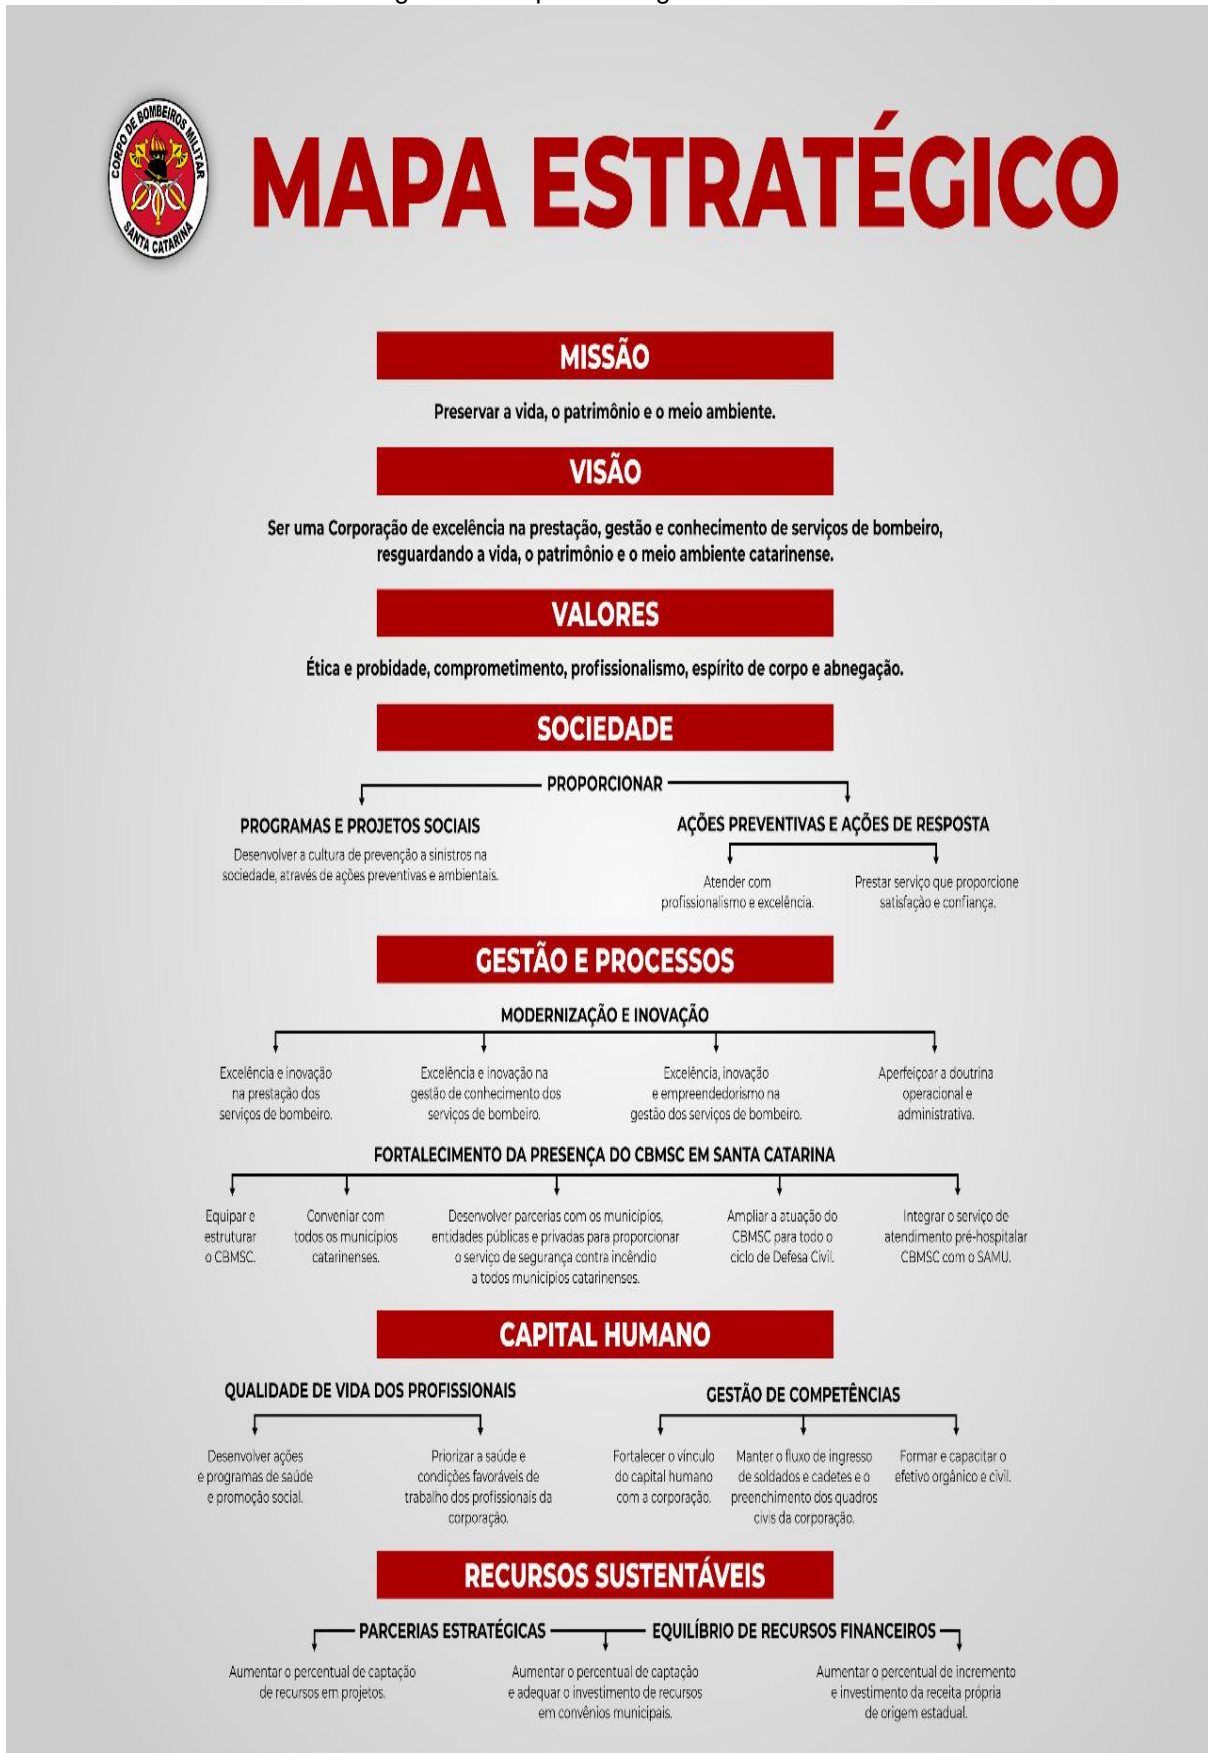 CORPO DE BOMBEIROS MILITAR
SANTA CATARINA
MAPA ESTRATÉGICO
MISSÃO
Preservar a vida, o patrimônio e o meio ambiente.
VISÃO
Ser uma Corporação de excelência na prestação, gestão e conhecimento de serviços de bombeiro,
resguardando a vida, o patrimônio e o meio ambiente catarinense.
VALORES
Ética e probidade, comprometimento, profissionalismo, espírito de corpo e abnegação.
SOCIEDADE
PROPORCIONAR
PROGRAMAS E PROJETOS SOCIAIS
Desenvolver a cultura de prevenção a sinistros na
sociedade, através de ações preventivas e ambientais.
AÇÕES PREVENTIVAS E AÇÕES DE RESPOSTA
Atender com
profissionalismo e excelência.
Prestar serviço que proporcione
satisfação e confiança.
GESTÃO E PROCESSOS
MODERNIZAÇÃO E INOVAÇÃO
Excelência e inovação
na prestação dos
serviços de bombeiro.
Excelência e inovação na
gestão de conhecimento dos
serviços de bombeiro.
Excelência, inovação
e empreendedorismo na
gestão dos serviços de bombeiro.
Aperfeiçoar a doutrina
operacional e
administrativa.
FORTALECIMENTO DA PRESENÇA DO CBMSC EM SANTA CATARINA
Equipar e
estruturar
o CBMSC.
Conveniar com
todos os municípios
catarinenses.
Desenvolver parcerias com os municípios,
entidades públicas e privadas para proporcionar
o serviço de segurança contra incêndio
a todos municípios catarinenses.
Ampliar a atuação do
CBMSC para todo o
ciclo de Defesa Civil.
Integrar o serviço de
atendimento pré-hospitalar
CBMSC com o SAMU.
CAPITAL HUMANO
QUALIDADE DE VIDA DOS PROFISSIONAIS
Desenvolver ações
e programas de saúde
e promoção social.
Priorizar a saúde e
condições favoráveis de
trabalho dos profissionais da
corporação.
GESTÃO DE COMPETÊNCIAS
Fortalecer o vínculo
do capital humano
com a corporação.
Manter o fluxo de ingresso
de soldados e cadetes e o
preenchimento dos quadros
civis da corporação.
Formar e capacitar o
efetivo orgânico e civil.
RECURSOS SUSTENTÁVEIS
PARCERIAS ESTRATÉGICAS
EQUILÍBRIO DE RECURSOS FINANCEIROS
Aumentar o percentual de captação
de recursos em projetos.
Aumentar o percentual de captação
e adequar o investimento de recursos
em convênios municipais.
Aumentar o percentual de incremento
e investimento da receita própria
de origem estadual.